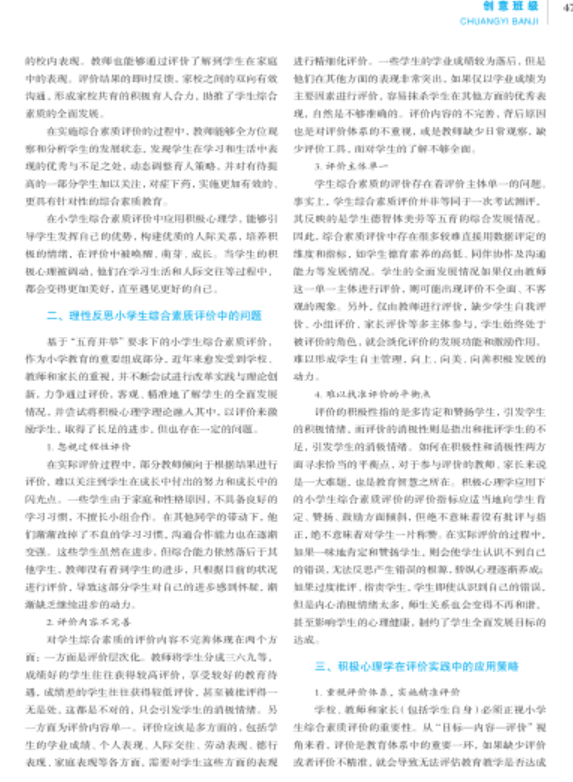 创意班级
47
CHUANGYI BANJI
的校内表现。教师也能够通过评价了解到学生在家庭
中的表现。评价结果的即时反馈，家校之间的双向有效
沟通，形成家校共育的积极育人合力，助推了学生综合
素质的全面发展。
在实施综合素质评价的过程中，教师能够全方位观
察和分析学生的发展状态，发现学生在学习和生活中表
现的优秀与不足之处，动态调整育人策略，并对有待提
高的一部分学生加以关注，对症下药，实施更加有效的、
更具有针对性的综合素质教育。
在小学生综合素质评价中应用积极心理学，能够引
导学生发挥自己的优势，构建优质的人际关系，培养积
极的情绪，在评价中被唤醒、萌芽、成长。当学生的积
极心理被调动，他们在学习生活和人际交往等过程中，
都会变得更加美好，直至遇见更好的自己。
二、理性反思小学生综合素质评价中的问题
基于“五育并举”要求下的小学生综合素质评价，
作为小学教育的重要组成部分，近年来愈发受到学校、
教师和家长的重视，并不断尝试进行改革实践与理论创
新，力争通过评价，客观、精准地了解学生的全面发展
情况，并尝试将积极心理学理论融入其中，以评价来激
励学生，取得了长足的进步，但也存在一定的问题。
1. 忽视过程性评价
在实际评价过程中，部分教师倾向于根据结果进行
评价，难以关注到学生在成长中付出的努力和成长中的
闪光点。一些学生由于家庭和性格原因，不具备良好的
学习习惯，不擅长小组合作。在其他同学的带动下，他
们渐渐改掉了不良的学习习惯，沟通合作能力也在逐渐
变强。这些学生虽然在进步，但综合能力依然落后于其
他学生，教师没有看到学生的进步，只根据目前的状况
进行评价，导致这部分学生对自己的进步感到怀疑，渐
渐缺乏继续进步的动力。
2. 评价内容不完善
对学生综合素质的评价内容不完善体现在两个方
面：一方面是评价层次化。教师将学生分成三六九等，
成绩好的学生往往获得较高评价，享受较好的教育待
遇，成绩差的学生往往获得较低评价，甚至被批评得一
无是处，这都是不对的，只会引发学生的消极情绪。另
一方面为评价内容单一。评价应该是多方面的，包括学
生的学业成绩、个人表现、人际交往、劳动表现、德行
表现、家庭表现等各方面，需要对学生这些方面的表现
进行精细化评价。一些学生的学业成绩较为落后，但是
他们在其他方面的表现非常突出，如果仅以学业成绩为
主要因素进行评价，容易抹杀学生在其他方面的优秀表
现，自然是不够准确的。评价内容的不完善，背后原因
也是对评价体系的不重视，或是教师缺少日常观察，缺
少评价工具，而对学生的了解不够全面。
3. 评价主体单一
学生综合素质的评价存在着评价主体单一的问题。
事实上，学生综合素质评价并非等同于一次考试测评，
其反映的是学生德智体美劳等五育的综合发展情况。
因此，综合素质评价中存在很多较难直接用数据评定的
维度和指标，如学生德育素养的高低、同伴协作及沟通
能力等发展情况。学生的全面发展情况如果仅由教师
这一单一主体进行评价，则可能出现评价不全面、不客
观的现象。另外，仅由教师进行评价，缺少学生自我评
价、小组评价、家长评价等多主体参与，学生始终处于
被评价的角色，就会淡化评价的发展功能和激励作用，
难以形成学生自主管理，向上、向美、向善积极发展的
动力。
4. 难以找准评价的平衡点
评价的积极性指的是多肯定和赞扬学生，引发学生
的积极情绪，而评价的消极性则是指出和批评学生的不
足，引发学生的消极情绪。如何在积极性和消极性两方
面寻求恰当的平衡点，对于参与评价的教师、家长来说
是一大难题，也是教育智慧之所在。积极心理学应用下
的小学生综合素质评价的评价指标应适当地向学生肯
定、赞扬、鼓励方面倾斜，但绝不意味着没有批评与指
正，绝不意味着对学生一片称赞。在实际评价的过程中，
如果一味地肯定和赞扬学生，则会使学生认识不到自己
的错误，无法反思产生错误的根源，骄纵心理逐渐养成；
如果过度批评、指责学生，学生即使认识到自己的错误，
但是内心消极情绪太多，师生关系也会变得不再和谐，
甚至影响学生的心理健康，制约了学生全面发展目标的
达成。
三、积极心理学在评价实践中的应用策略
1. 重视评价体系，实施精准评价
学校、教师和家长（包括学生自身）必须正视小学
生综合素质评价的重要性。从“目标—内容—评价”视
角来看，评价是教育体系中的重要一环，如果缺少评价
或者评价不精准，就会导致无法评估教育教学是否达成